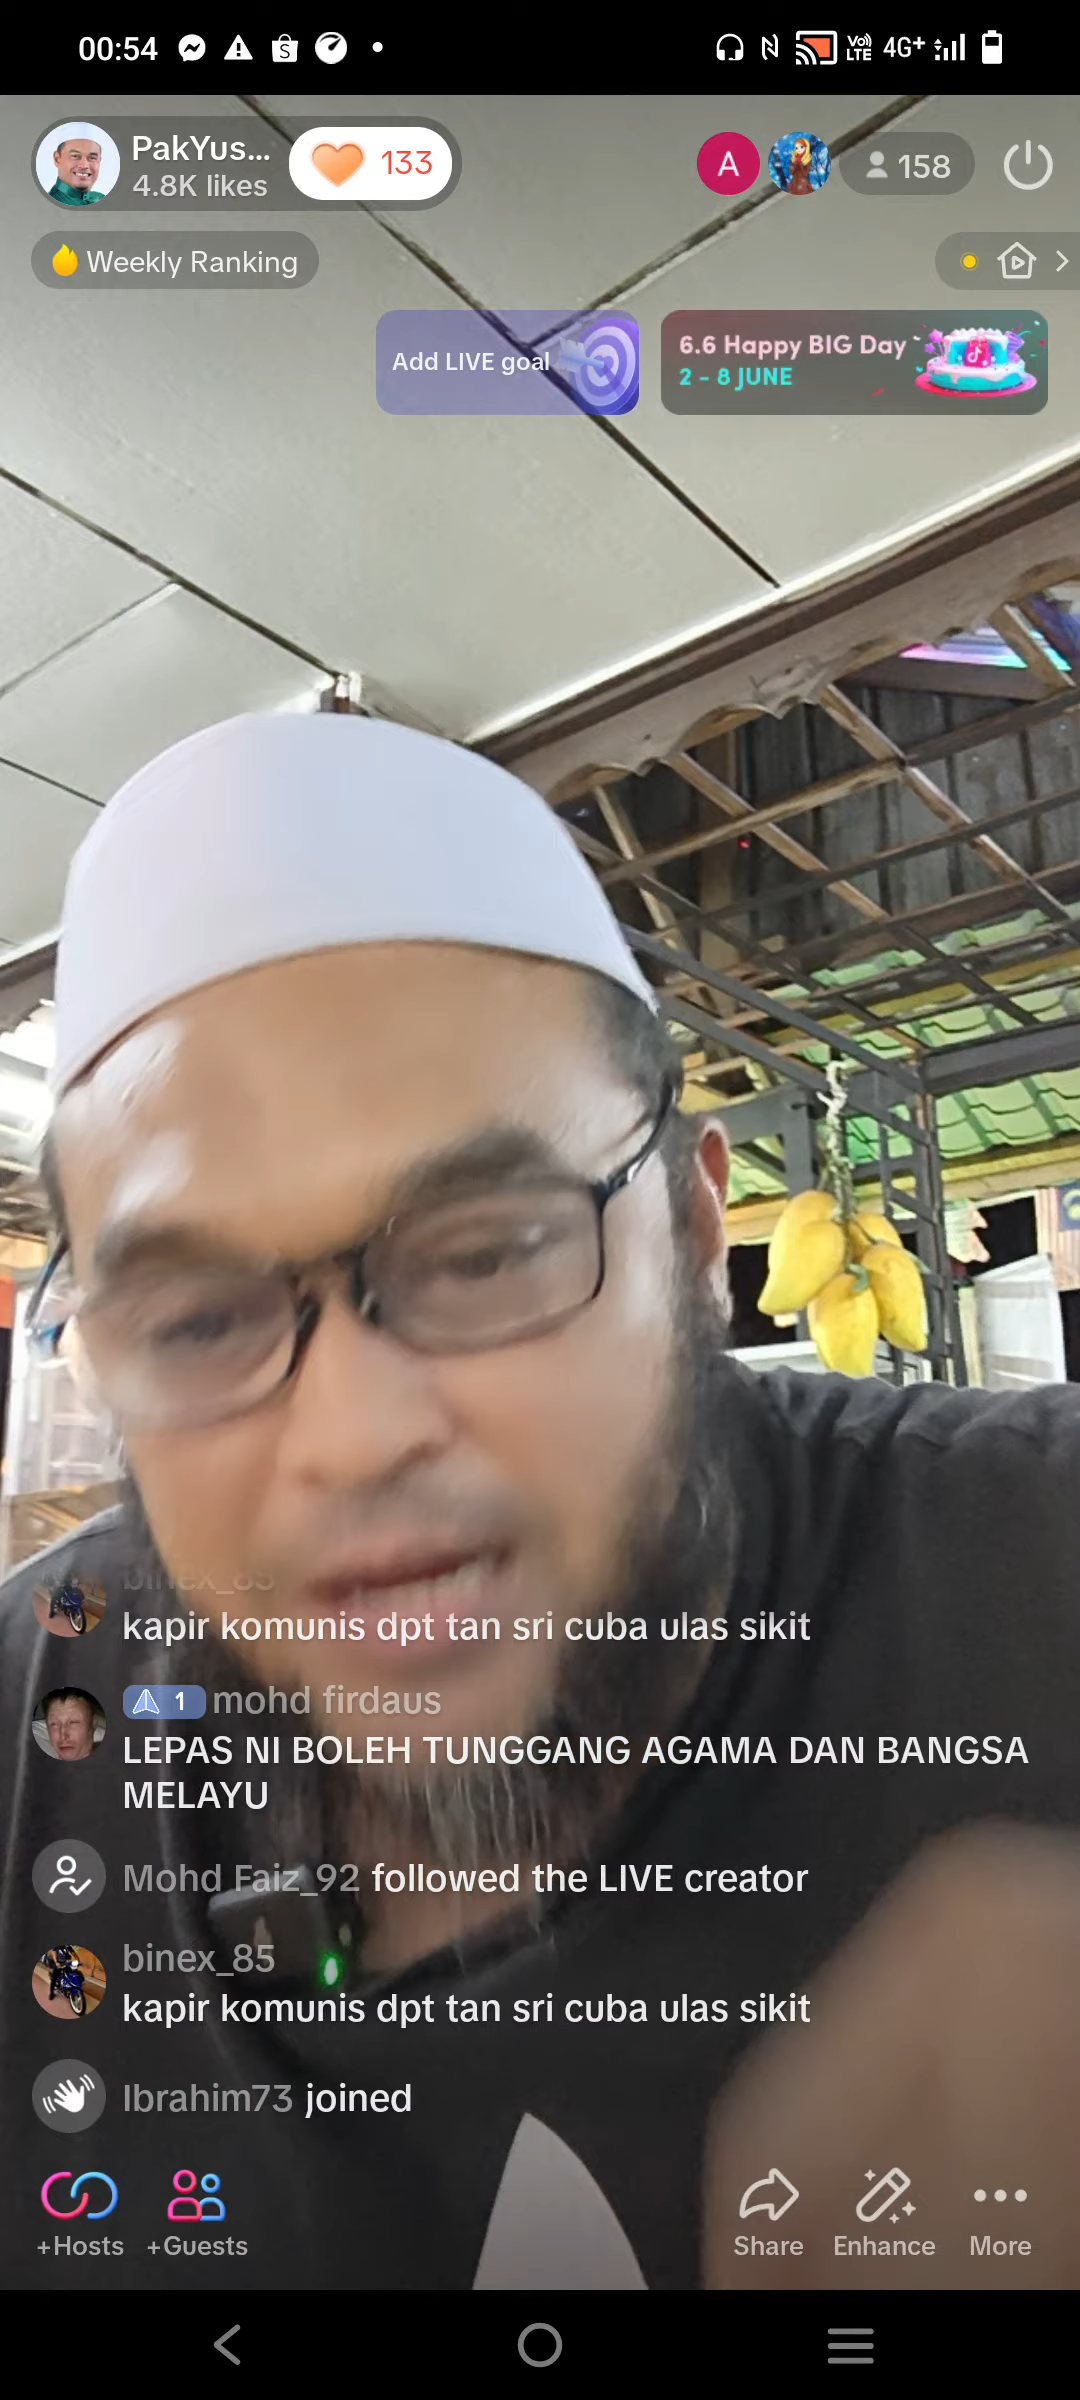 00:54
VoLTE 4G+
PakYus...
4.8K likes
133
A
158
Weekly Ranking
Add LIVE goal
6.6 Happy BIG Day
2 - 8 JUNE
binex_85
kapir komunis dpt tan sri cuba ulas sikit
1 mohd firdaus
LEPAS NI BOLEH TUNGGANG AGAMA DAN BANGSA
MELAYU
Mohd Faiz_92 followed the LIVE creator
binex_85
kapir komunis dpt tan sri cuba ulas sikit
Ibrahim73 joined
+Hosts +Guests Share Enhance More